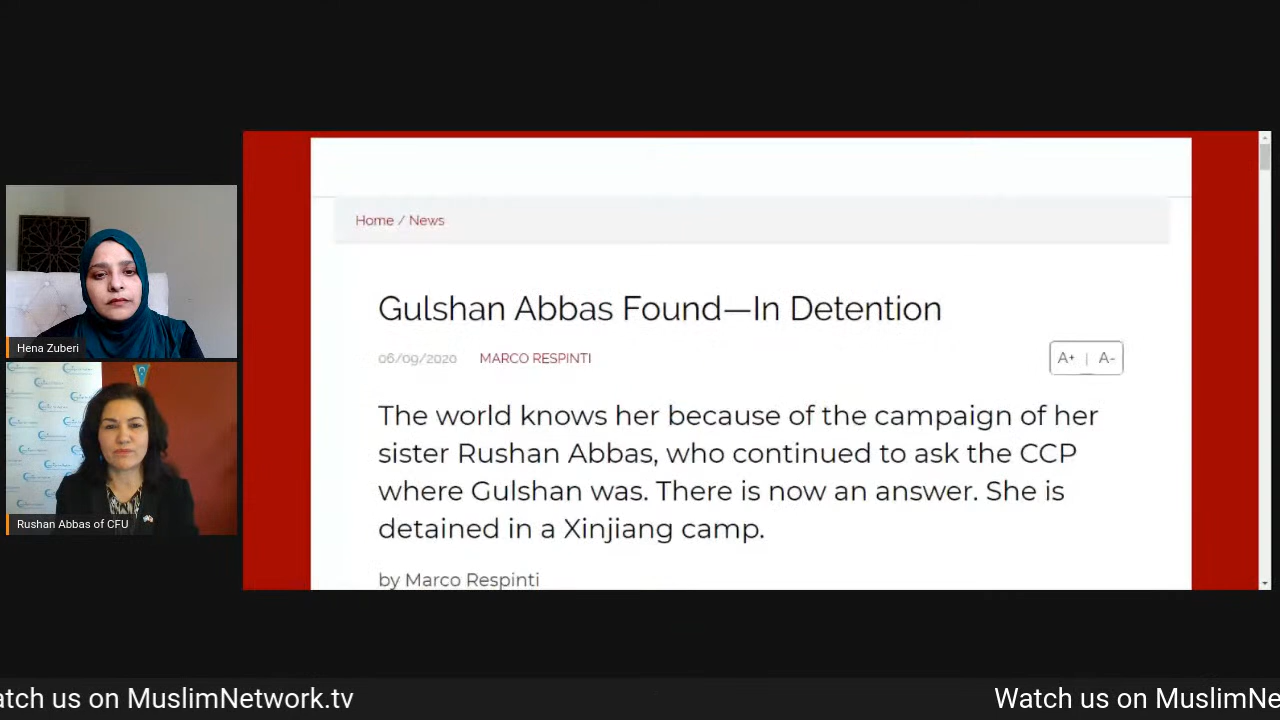 Hena Zuberi
Rushan Abbas of CFU
Home / News
Gulshan Abbas Found—In Detention
06/09/2020 MARCO RESPINTI
A+ | A-
The world knows her because of the campaign of her
sister Rushan Abbas, who continued to ask the CCP
where Gulshan was. There is now an answer. She is
detained in a Xinjiang camp.
by Marco Respinti
atch us on MuslimNetwork.tv
Watch us on MuslimNe